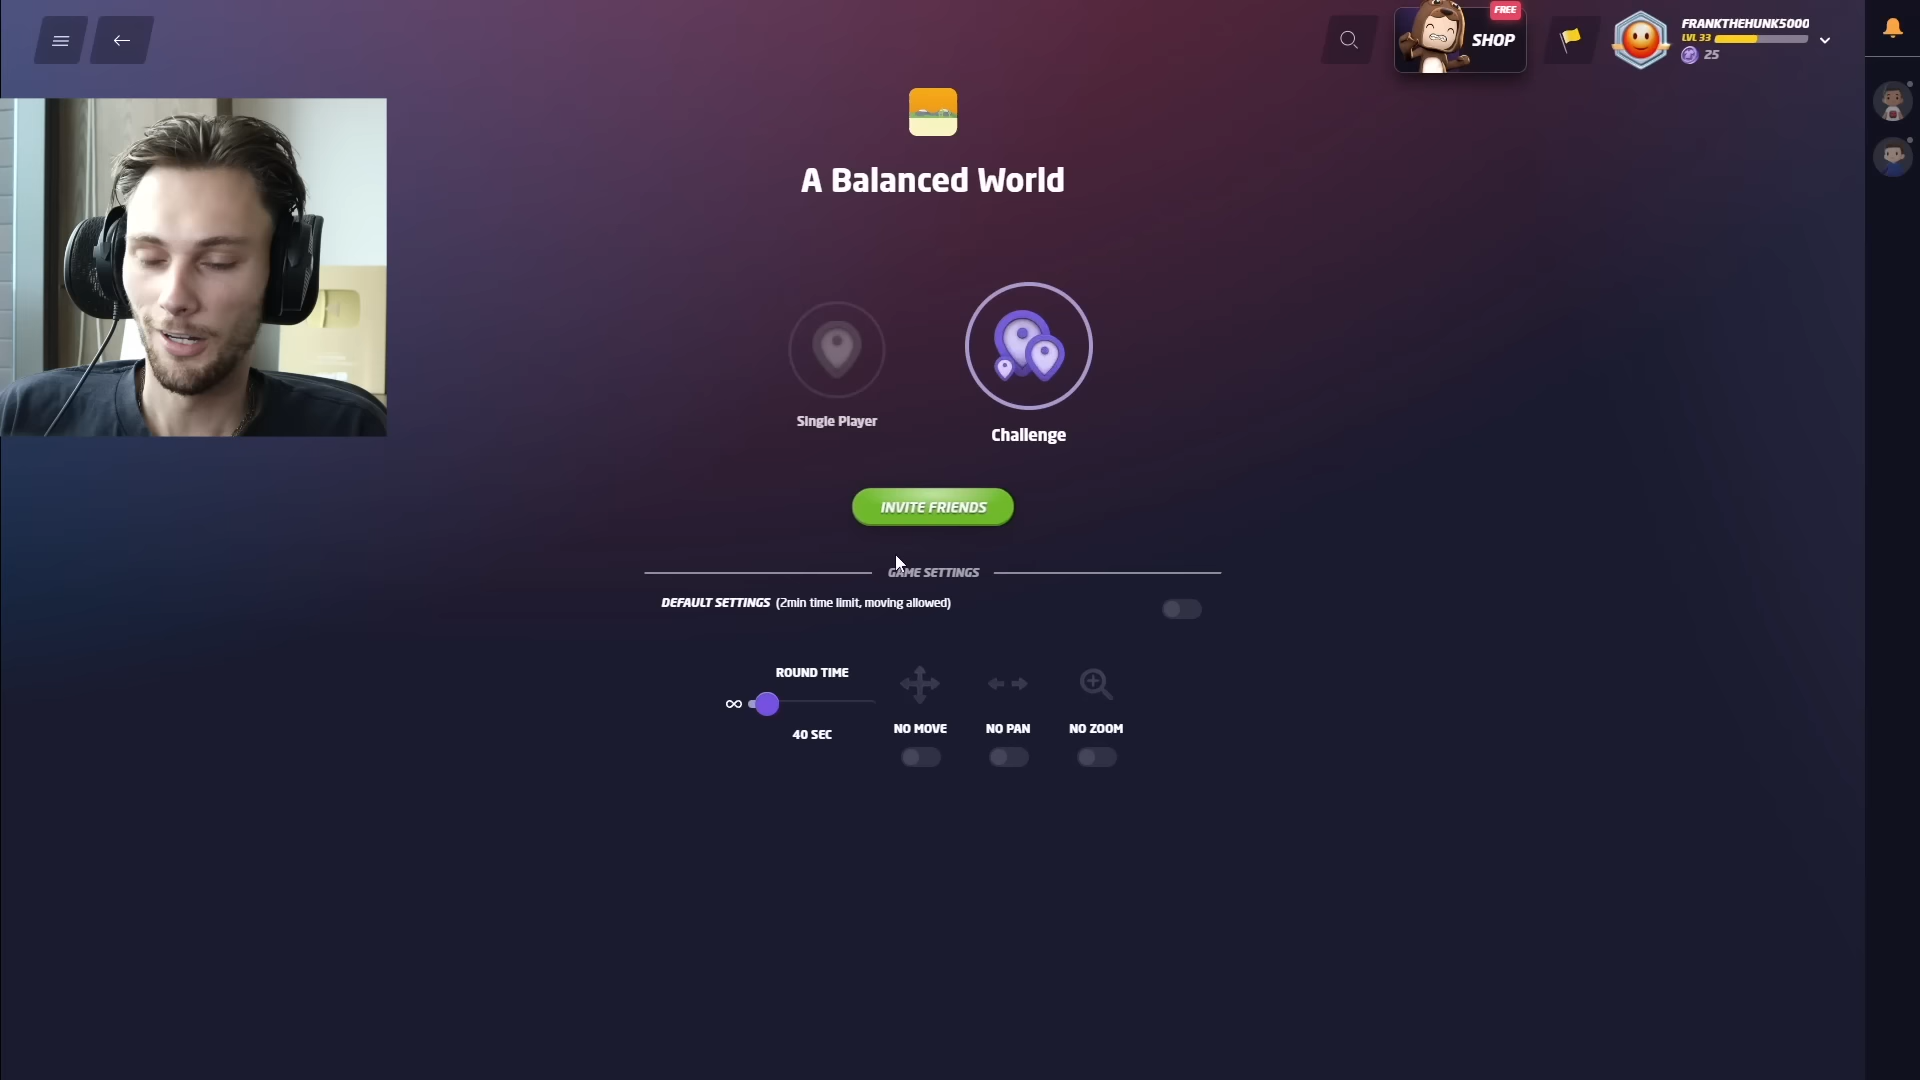 FREE
SHOP
FRANKTHEHUNK5000
LVL 33
25
A Balanced World
Single Player
Challenge
INVITE FRIENDS
GAME SETTINGS
DEFAULT SETTINGS (2min time limit, moving allowed)
ROUND TIME
∞
40 SEC
NO MOVE
NO PAN
NO ZOOM